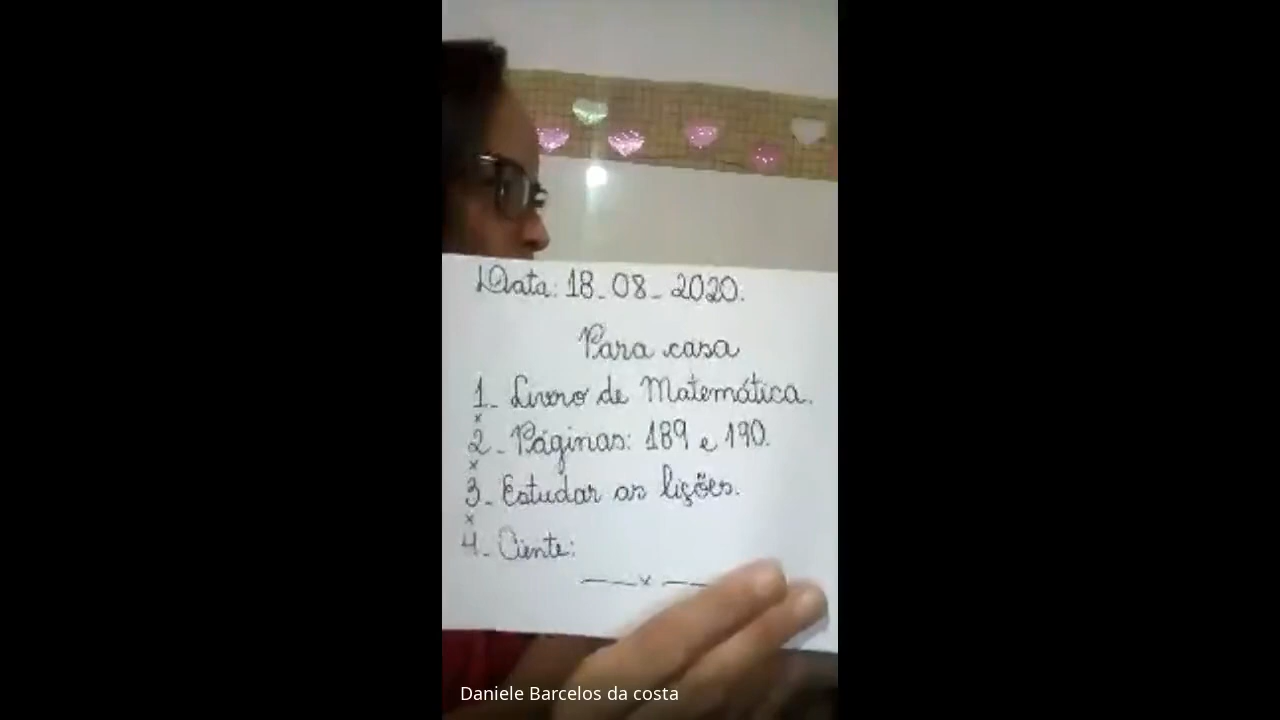 Data: 18-08-2020.
Para casa
1- Livro de Matemática.
x
2- Páginas: 189 e 190.
x
3- Estudar as lições.
x
4- Ciente:
——x——
Daniele Barcelos da costa